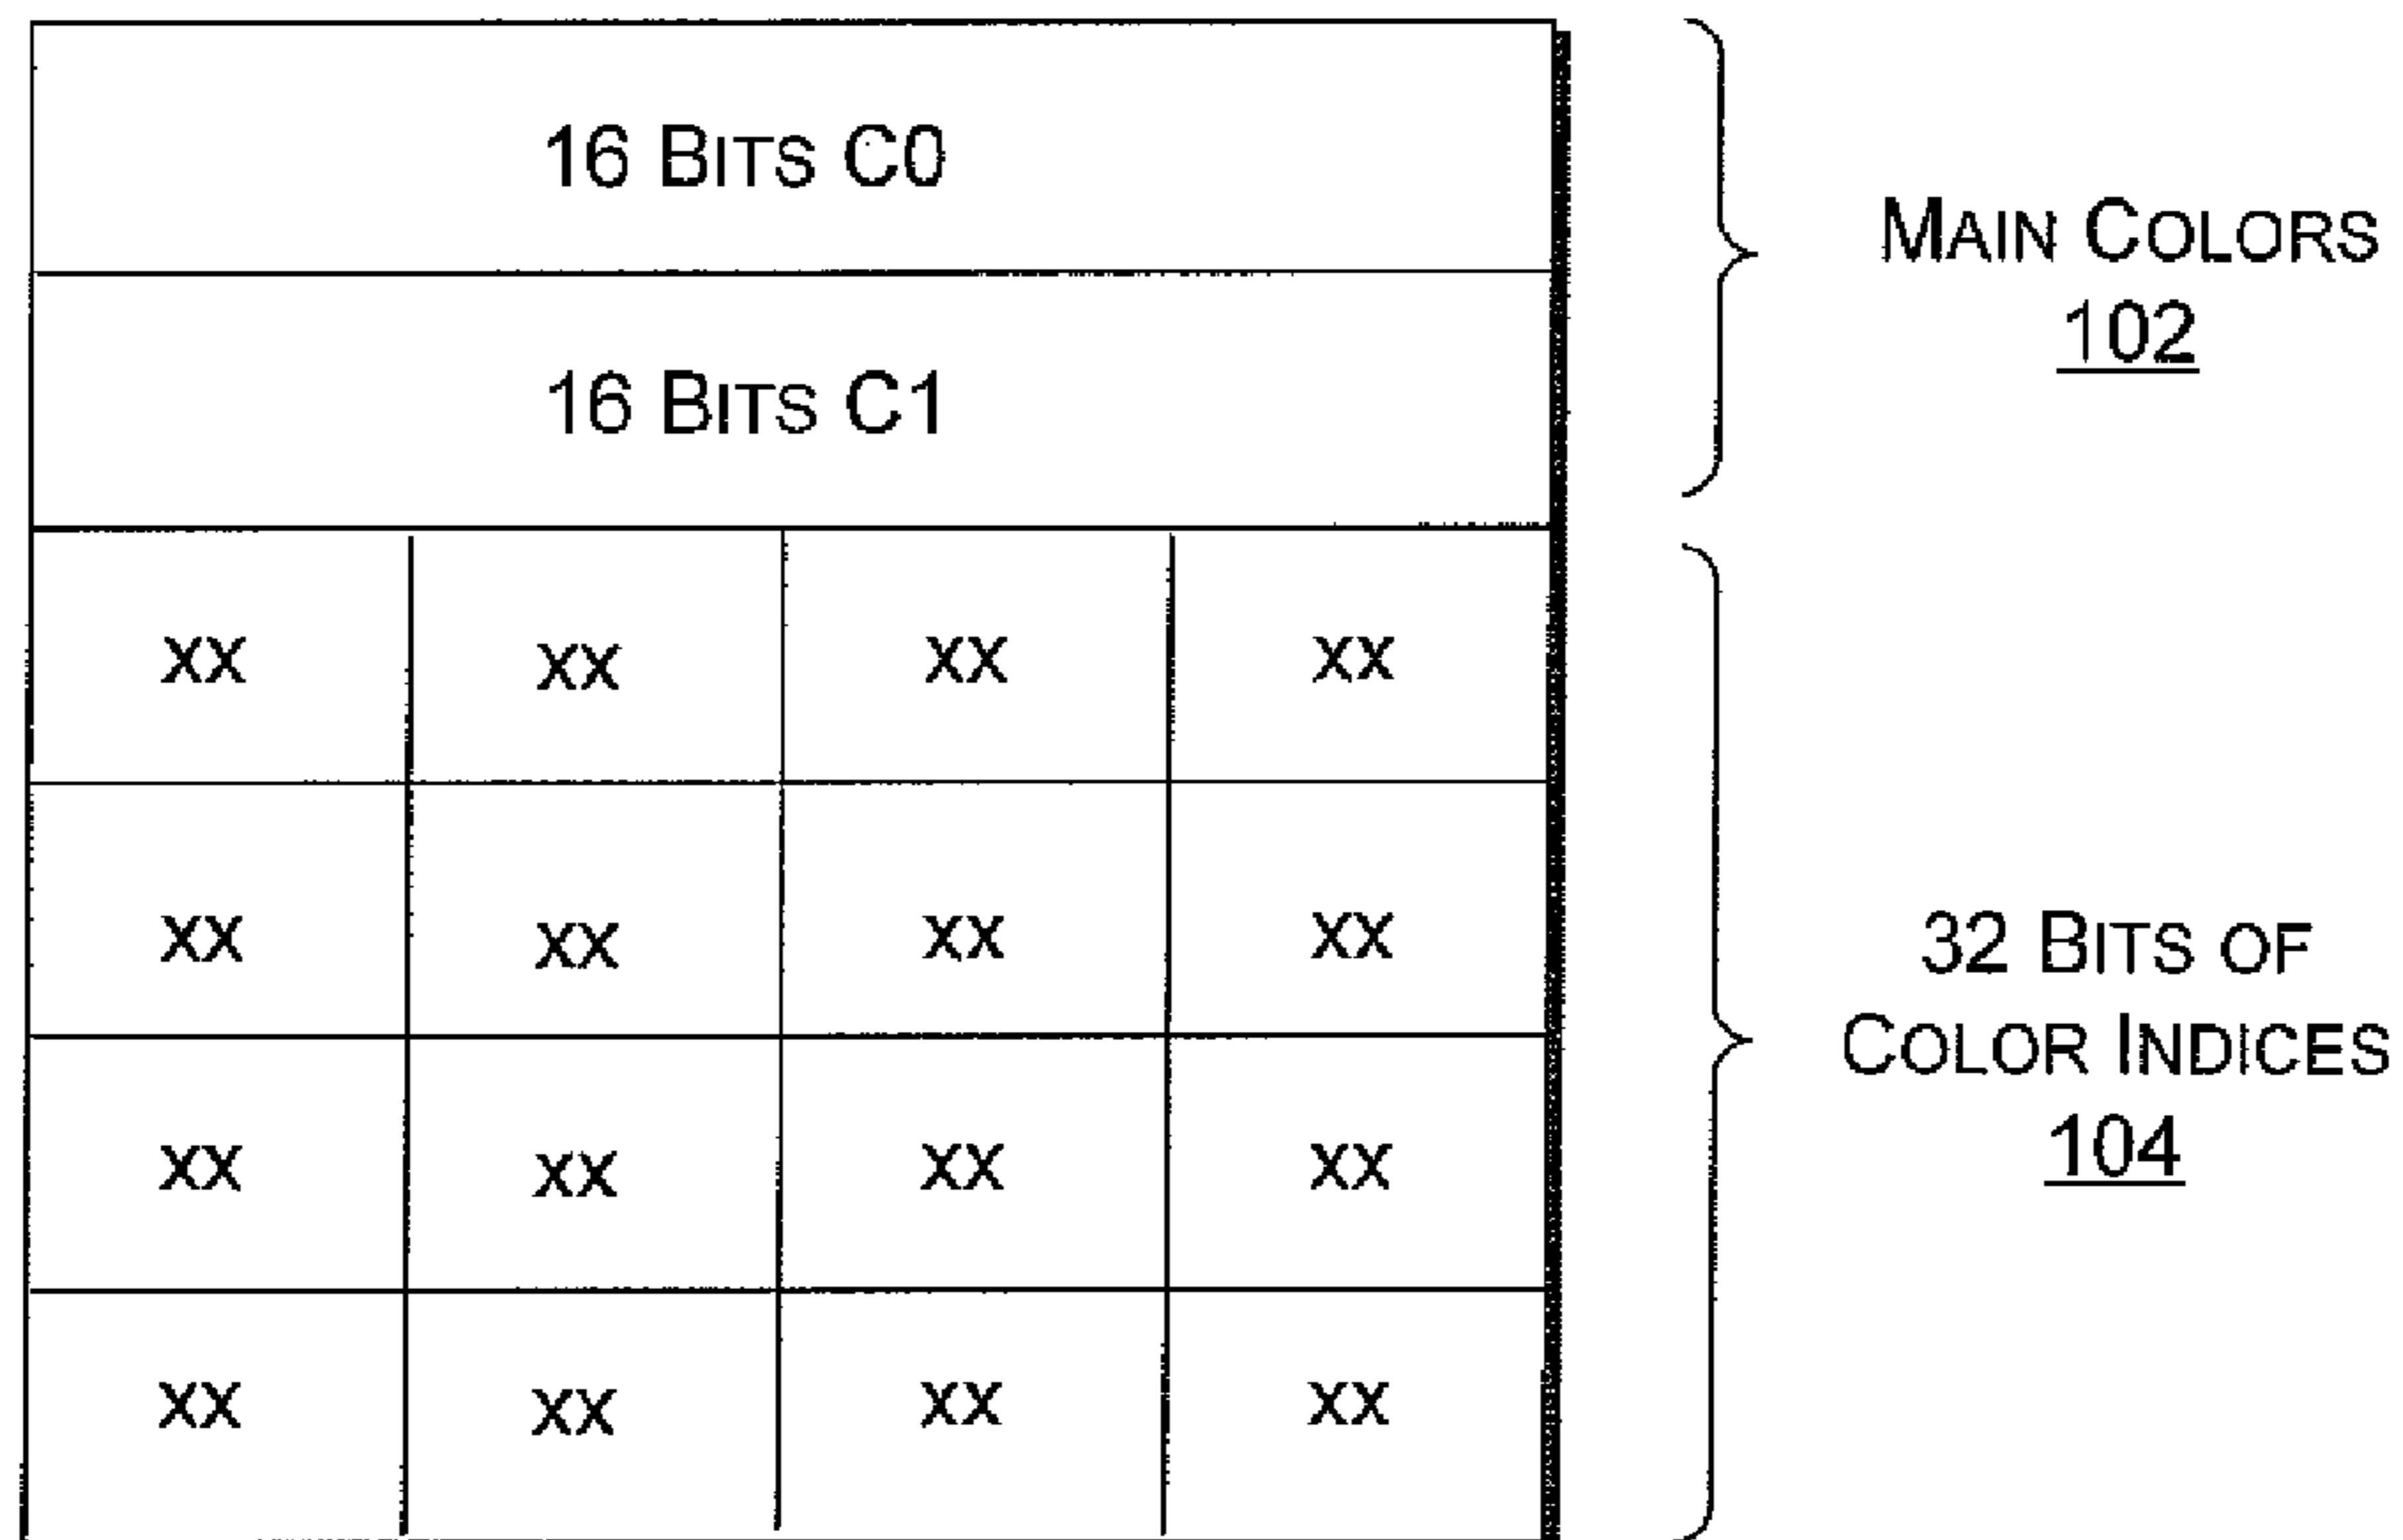 16 BITS C0
16 BITS C1
MAIN COLORS
102
xx xx xx xx
xx xx xx xx
xx xx xx xx
xx xx xx xx
32 BITS OF
COLOR INDICES
104